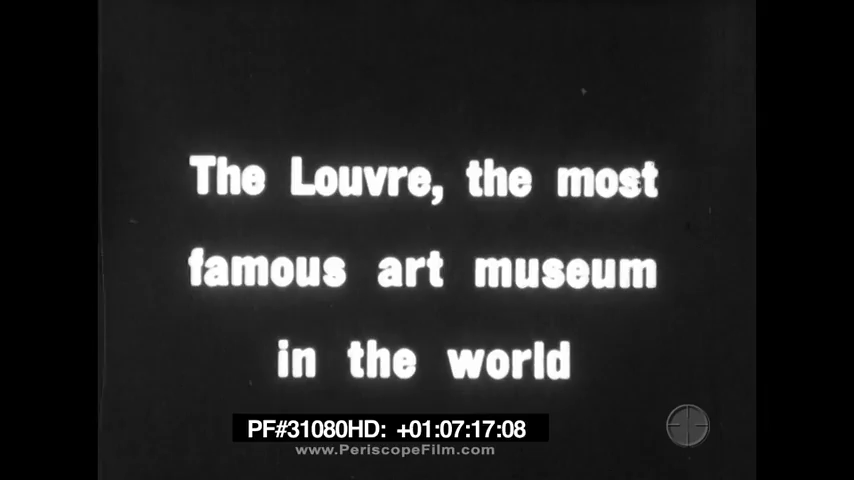 The Louvre, the most
famous art museum
in the world
PF#31080HD: +01:07:17:08
www.PeriscopeFilm.com